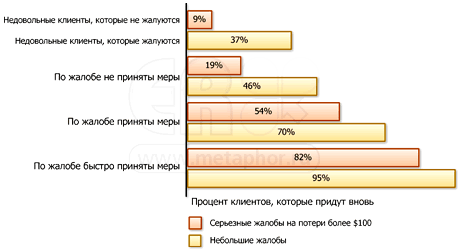 Недовольные клиенты, которые не жалуются
9%
Недовольные клиенты, которые жалуются
37%
По жалобе не приняты меры
19%
46%
По жалобе приняты меры
54%
70%
По жалобе быстро приняты меры
82%
95%
Процент клиентов, которые придут вновь
Серьезные жалобы на потери более $100
Небольшие жалобы